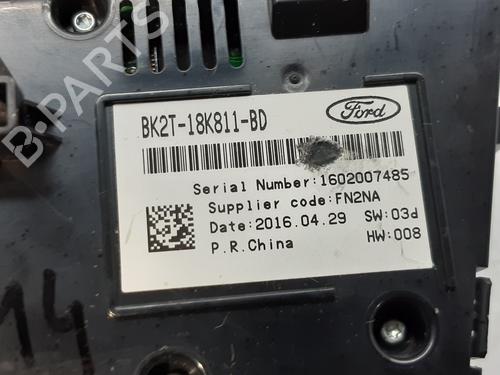 B-PARTS
Ford
BK2T-18K811-BD
Serial Number:1602007485
Supplier code:FN2NA
Date:2016.04.29 SW:03d
P.R.China HW:008
14